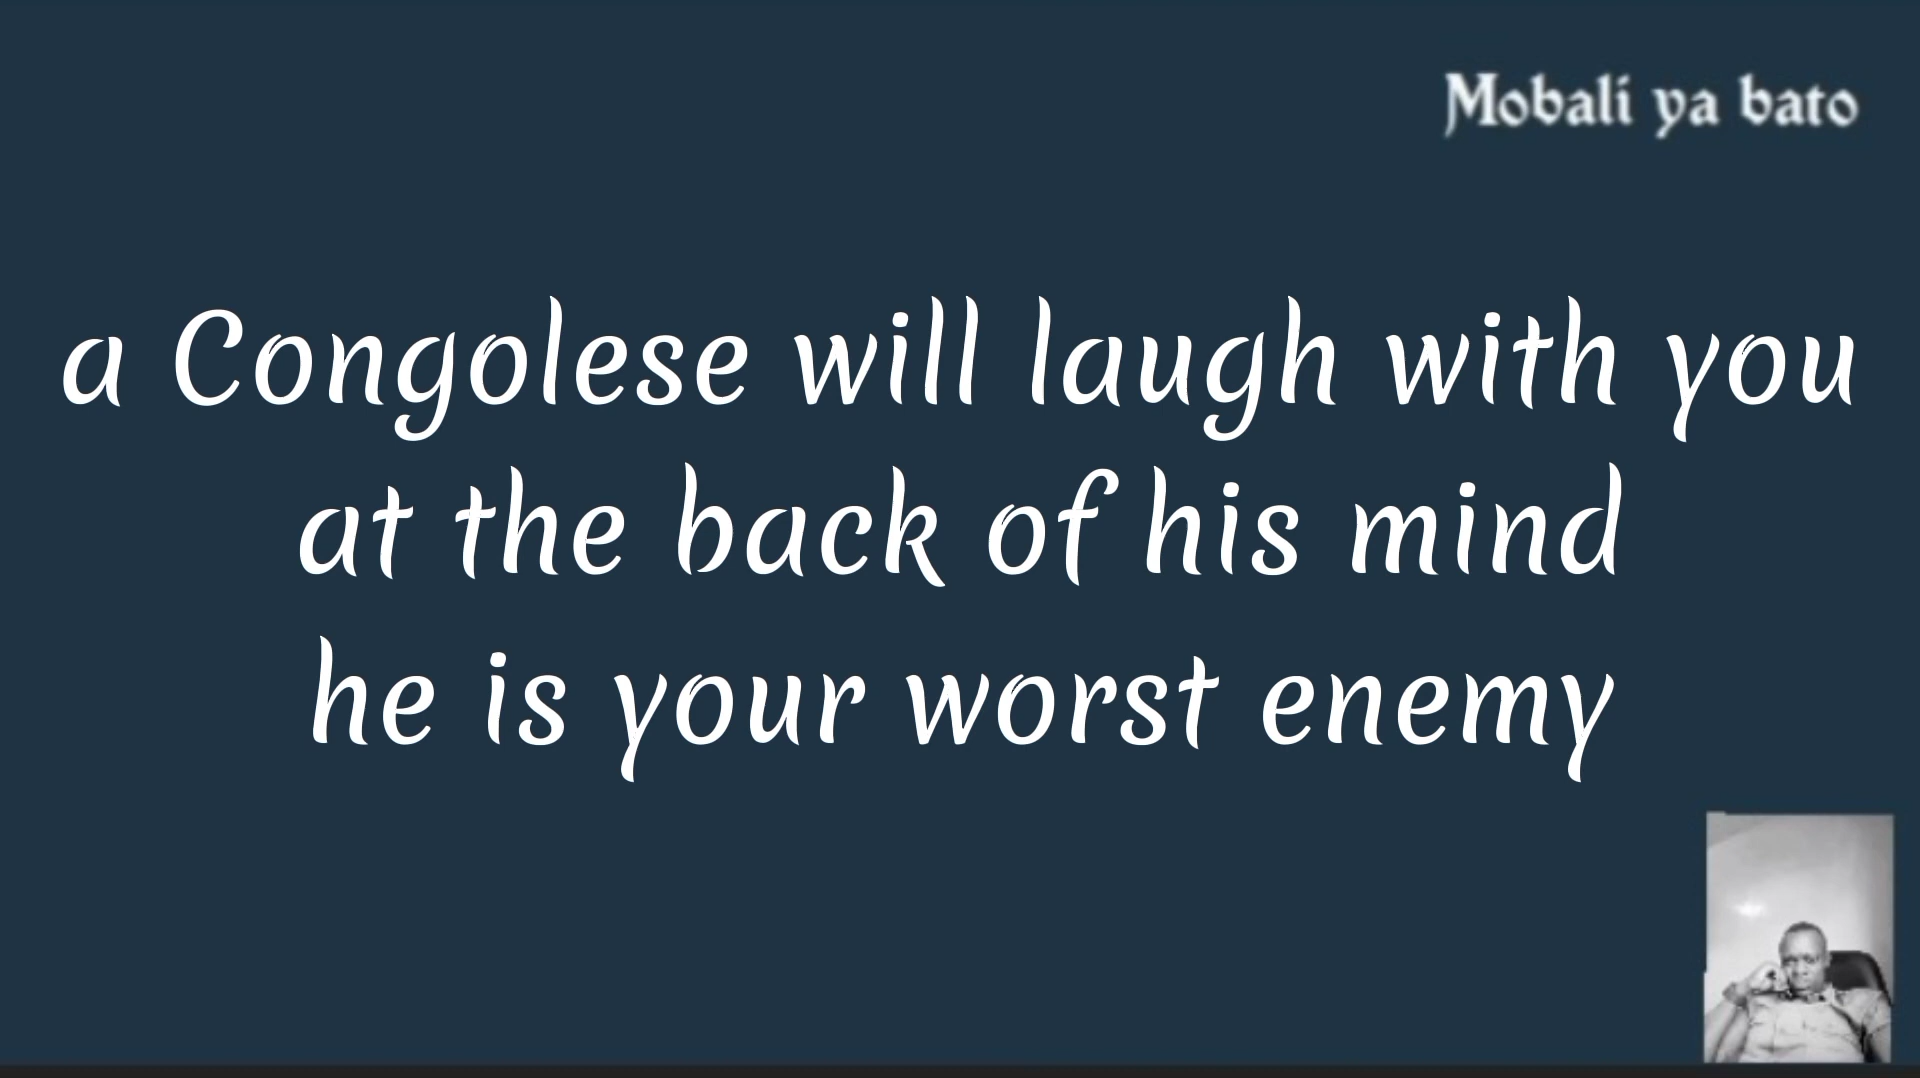 Mobali ya bato
a Congolese will laugh with you
at the back of his mind
he is your worst enemy